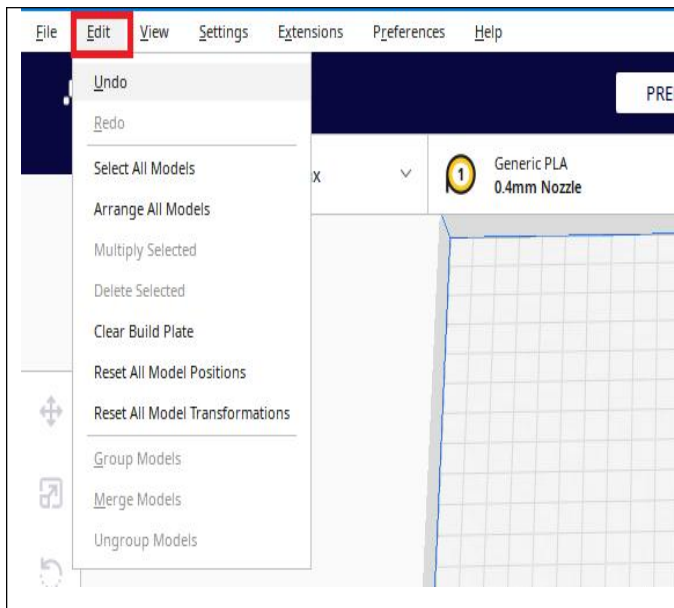 File Edit View Settings Extensions Preferences Help
Undo
PRE
Redo
Select All Models
x
1
Generic PLA
0.4mm Nozzle
Arrange All Models
Multiply Selected
Delete Selected
Clear Build Plate
Reset All Model Positions
Reset All Model Transformations
Group Models
Merge Models
Ungroup Models